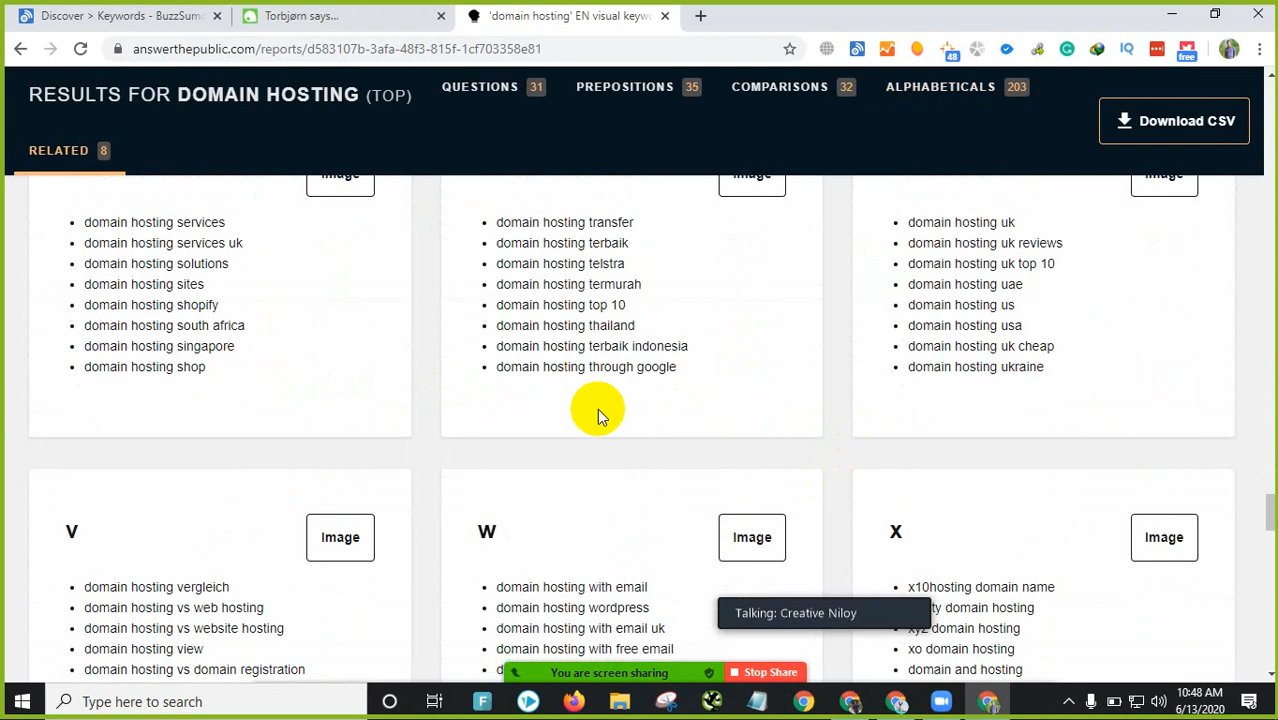 Discover > Keywords - BuzzSumo
Torbjørn says...
'domain hosting' EN visual keyw
answerthepublic.com/reports/d583107b-3afa-48f3-815f-1cf703358e81
48
free
RESULTS FOR DOMAIN HOSTING (TOP)
QUESTIONS 31
PREPOSITIONS 35
COMPARISONS 32
ALPHABETICALS 203
Download CSV
RELATED 8
Image
Image
Image
domain hosting services
domain hosting services uk
domain hosting solutions
domain hosting sites
domain hosting shopify
domain hosting south africa
domain hosting singapore
domain hosting shop
domain hosting transfer
domain hosting terbaik
domain hosting telstra
domain hosting termurah
domain hosting top 10
domain hosting thailand
domain hosting terbaik indonesia
domain hosting through google
domain hosting uk
domain hosting uk reviews
domain hosting uk top 10
domain hosting uae
domain hosting us
domain hosting usa
domain hosting uk cheap
domain hosting ukraine
V
Image
domain hosting vergleich
domain hosting vs web hosting
domain hosting vs website hosting
domain hosting view
domain hosting vs domain registration
W
Image
domain hosting with email
domain hosting wordpress
domain hosting with email uk
domain hosting with free email
X
Image
x10hosting domain name
domain hosting
xyz domain hosting
xo domain hosting
domain and hosting
Talking: Creative Niloy
You are screen sharing
Stop Share
Type here to search
10:48 AM
6/13/2020